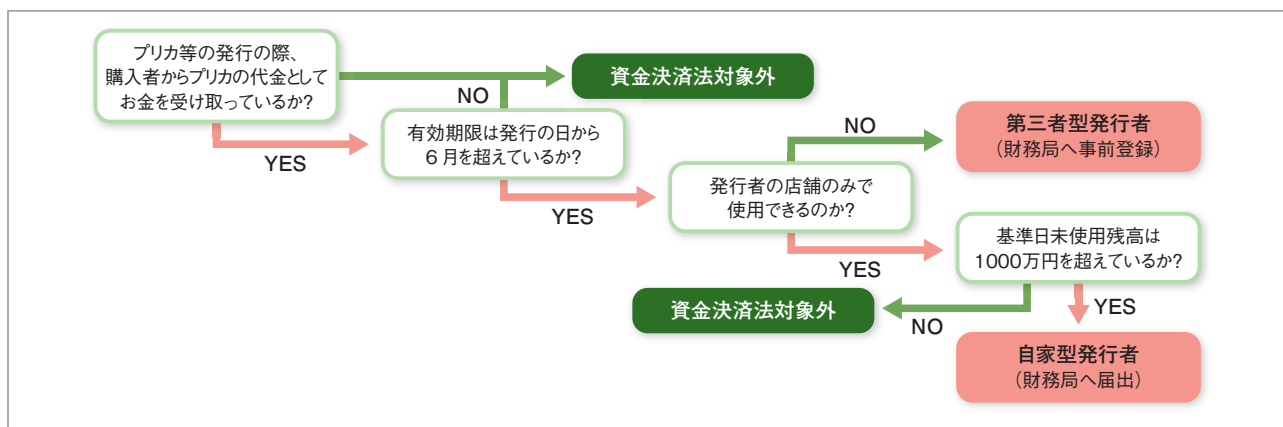 プリカ等の発行の際、
購入者からプリカの代金として
お金を受け取っているか?
資金決済法対象外
NO
YES
有効期限は発行の日から
6月を超えているか?
YES
発行者の店舗のみで
使用できるのか?
NO
第三者型発行者
(財務局へ事前登録)
YES
基準日未使用残高は
1000万円を超えているか?
NO
資金決済法対象外
YES
自家型発行者
(財務局へ届出)